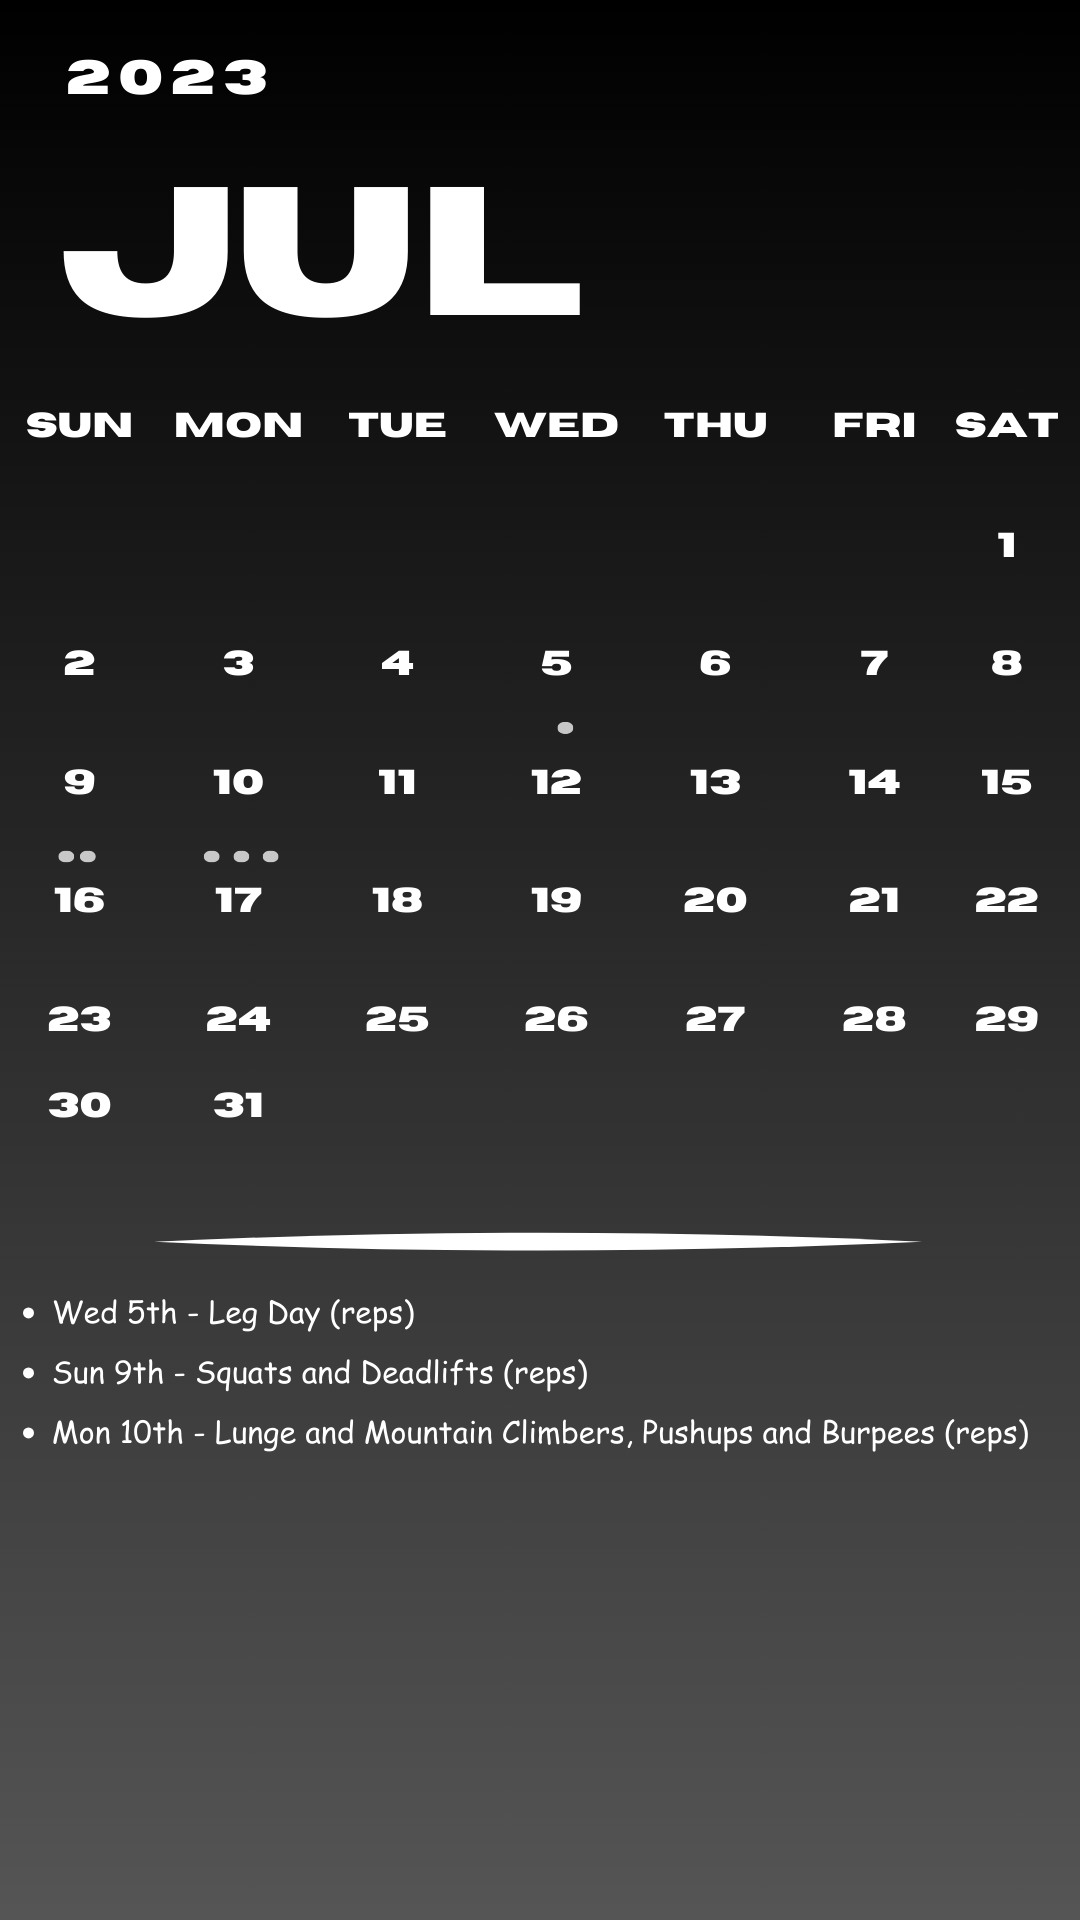 2023
JUL
SUN MON TUE WED THU FRI SAT
1
2 3 4 5 6 7 8
9 10 11 12 13 14 15
16 17 18 19 20 21 22
23 24 25 26 27 28 29
30 31
• Wed 5th - Leg Day (reps)
• Sun 9th - Squats and Deadlifts (reps)
• Mon 10th - Lunge and Mountain Climbers, Pushups and Burpees (reps)